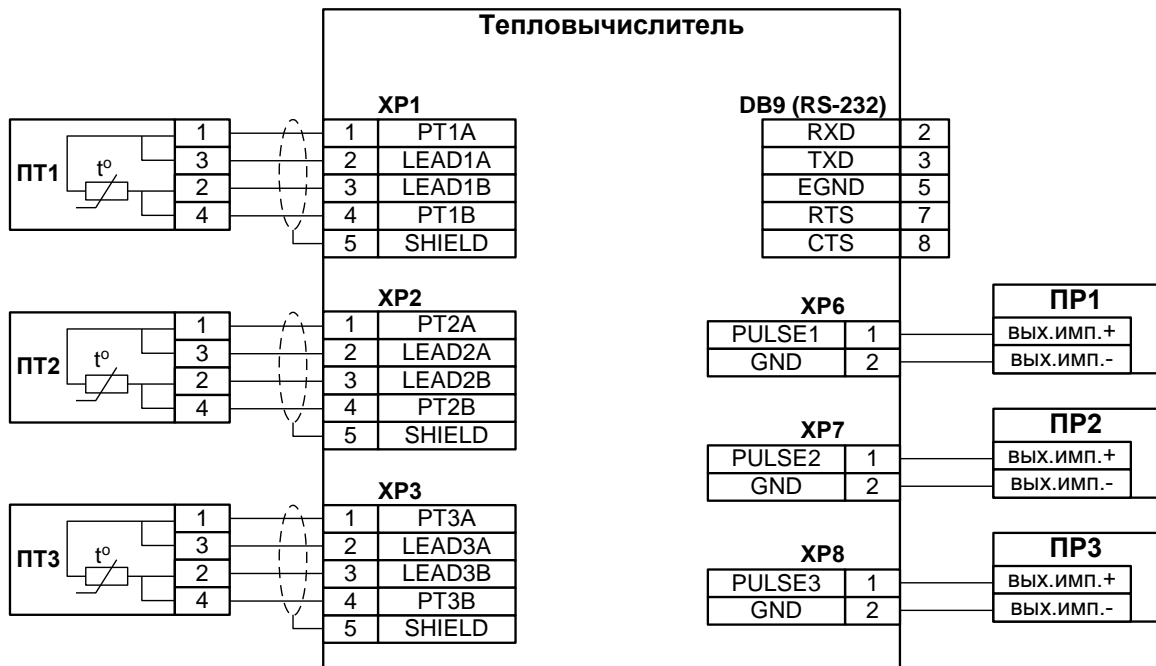 Тепловычислитель
XP1
ПТ1
tº
1
3
2
4
1 PT1A
2 LEAD1A
3 LEAD1B
4 PT1B
5 SHIELD
XP2
ПТ2
tº
1
3
2
4
1 PT2A
2 LEAD2A
3 LEAD2B
4 PT2B
5 SHIELD
XP3
ПТ3
tº
1
3
2
4
1 PT3A
2 LEAD3A
3 LEAD3B
4 PT3B
5 SHIELD
DB9 (RS-232)
RXD 2
TXD 3
EGND 5
RTS 7
CTS 8
XP6
PULSE1 1
GND 2
ПР1
вых.имп.+
вых.имп.-
XP7
PULSE2 1
GND 2
ПР2
вых.имп.+
вых.имп.-
XP8
PULSE3 1
GND 2
ПР3
вых.имп.+
вых.имп.-